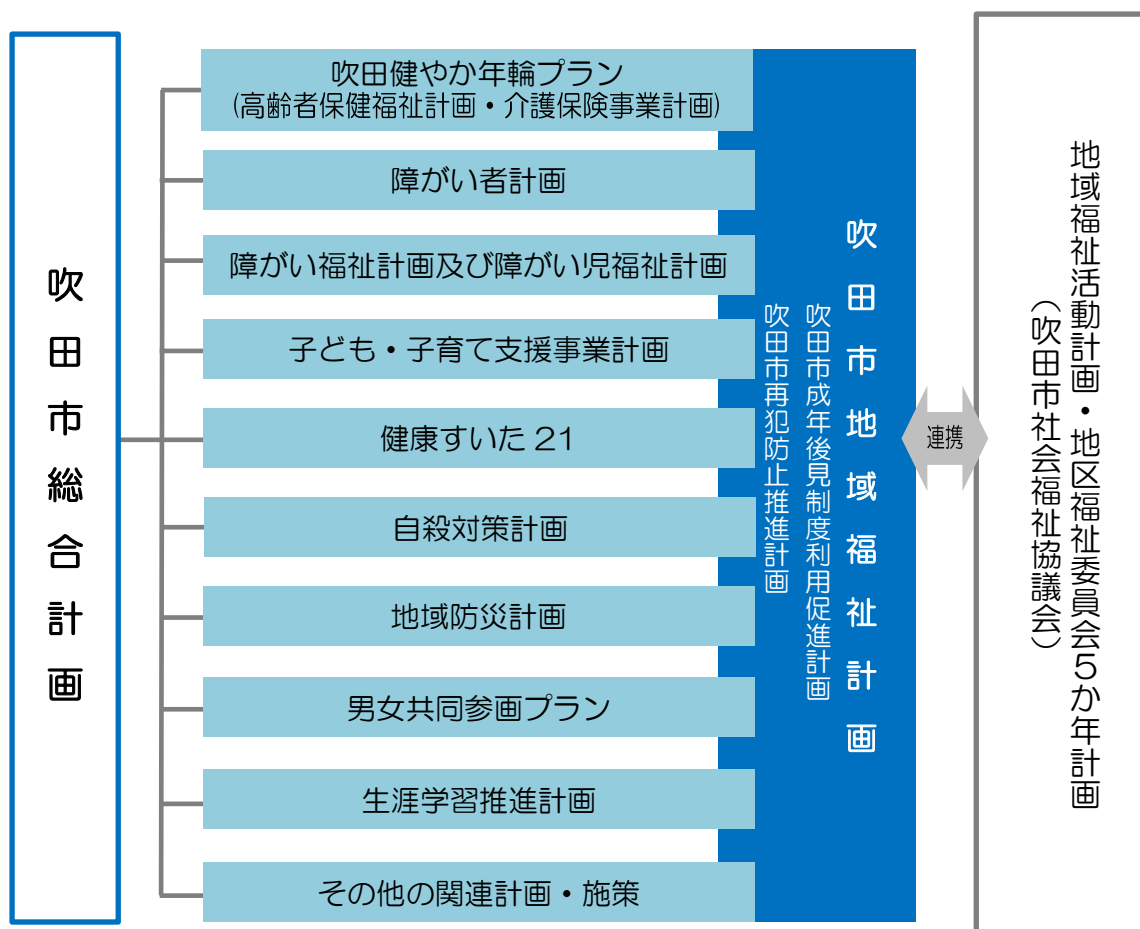 吹田市総合計画
吹田健やか年輪プラン
(高齢者保健福祉計画・介護保険事業計画)
障がい者計画
障がい福祉計画及び障がい児福祉計画
子ども・子育て支援事業計画
健康すいた 21
自殺対策計画
地域防災計画
男女共同参画プラン
生涯学習推進計画
その他の関連計画・施策
吹田市地域福祉計画
吹田市成年後見制度利用促進計画
吹田市再犯防止推進計画
連携
地域福祉活動計画・地区福祉委員会5か年計画
（吹田市社会福祉協議会）